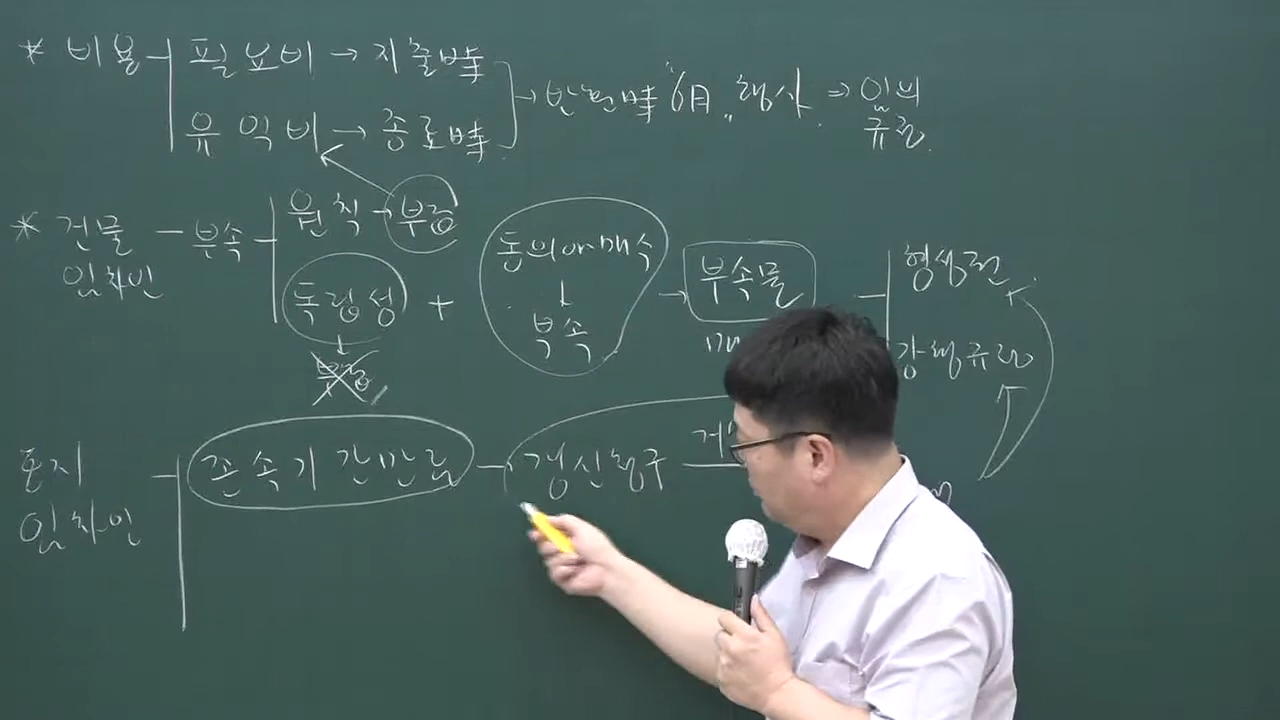 * 비용 필요비 → 지출時
유익비 → 종료時
→ 반환時 "6月" 행사 ⇒ 임의
규정
* 건물
임차인
- 부속
원칙 → 부합
독립성 +
부합
동의 or 매수
↓
부속
→ 부속물
형성권
강행규정
토지
임차인
존속기간만료 → 갱신청구